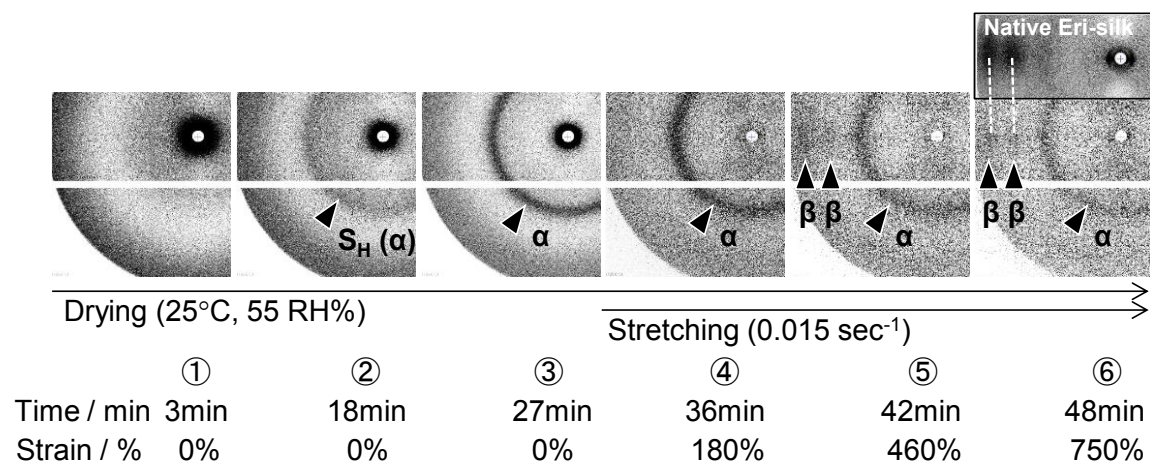 Native Eri-silk
S_H (α)
α
α
β β α
β β α
Drying (25°C, 55 RH%)
Stretching (0.015 sec⁻¹)
① ② ③ ④ ⑤ ⑥
Time / min 3min 18min 27min 36min 42min 48min
Strain / % 0% 0% 0% 180% 460% 750%